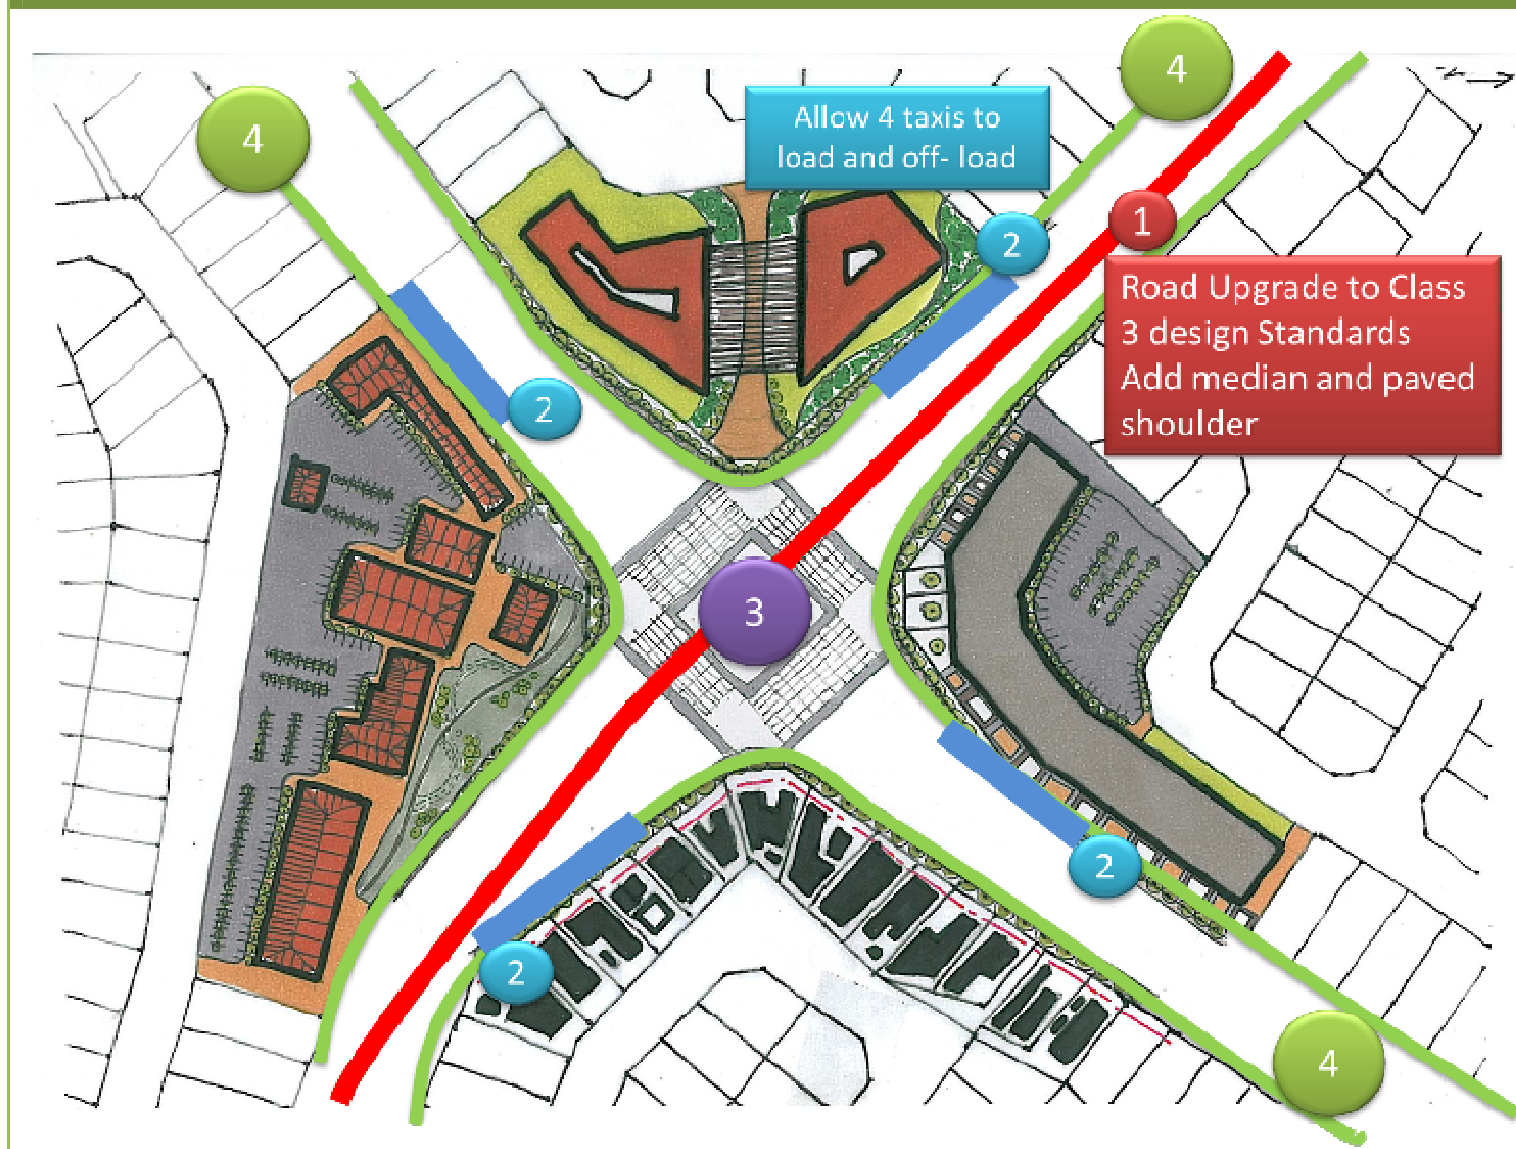 4
4
Allow 4 taxis to
load and off- load
1
2
Road Upgrade to Class
3 design Standards
Add median and paved
shoulder
2
3
2
2
4